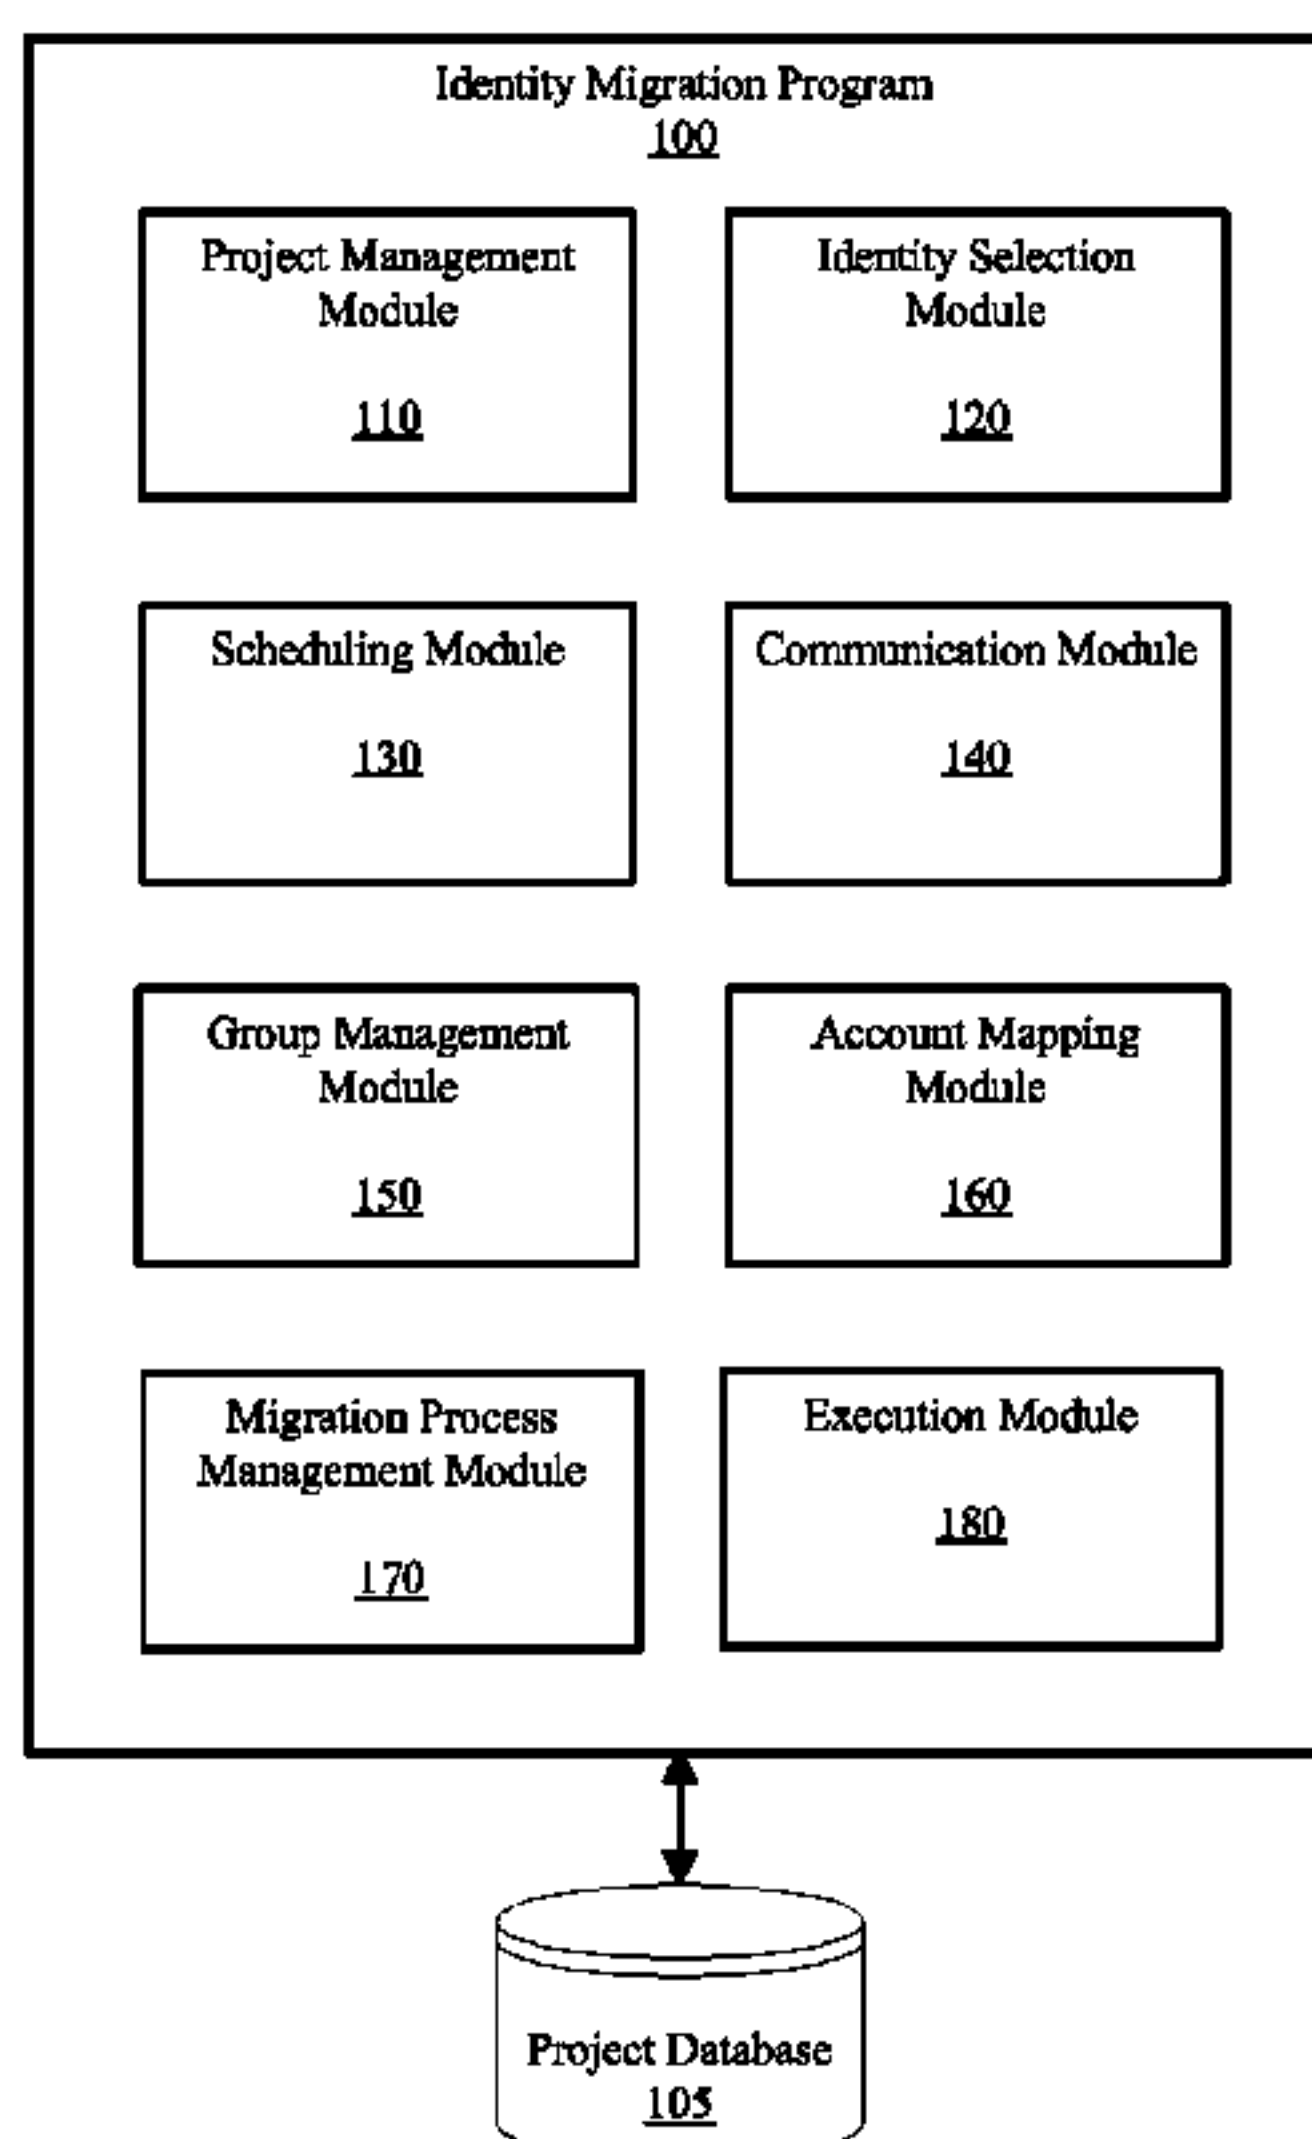 Identity Migration Program
100
Project Management
Module
110
Identity Selection
Module
120
Scheduling Module
130
Communication Module
140
Group Management
Module
150
Account Mapping
Module
160
Migration Process
Management Module
170
Execution Module
180
Project Database
105